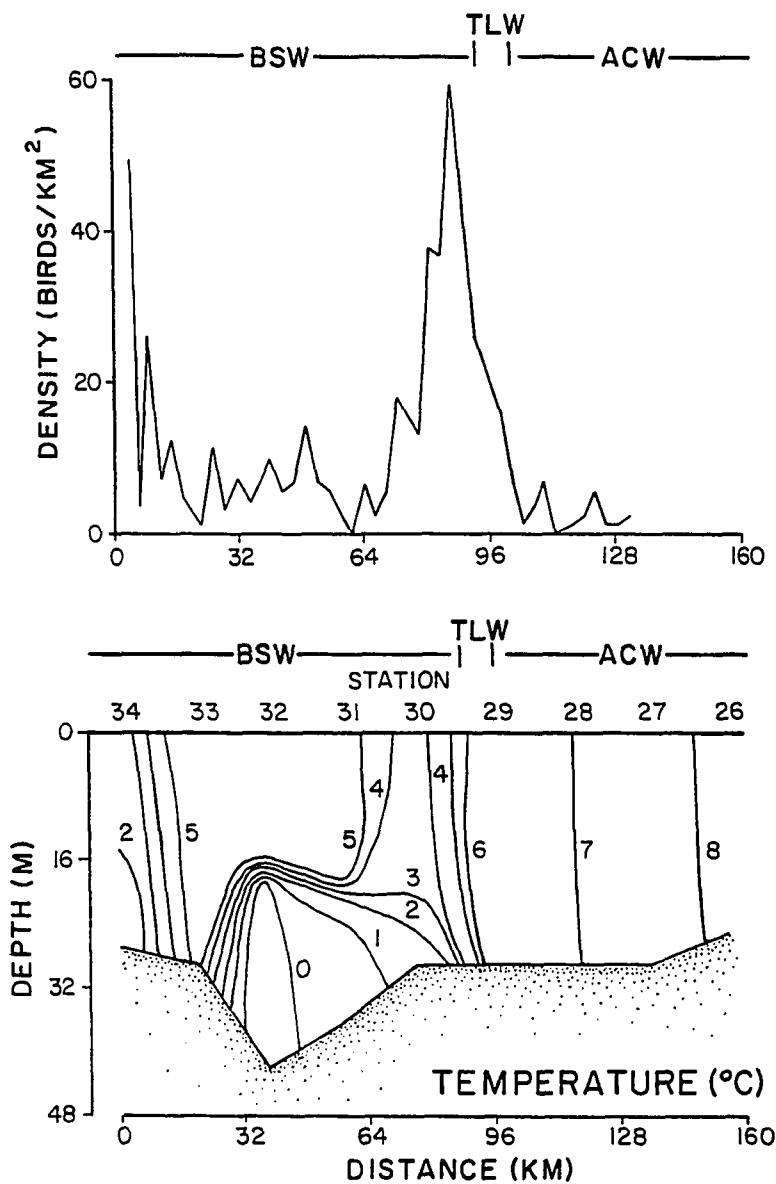 TLW
BSW ACW
60
40
20
0
DENSITY (BIRDS/KM²)
0 32 64 96 128 160
TLW
BSW ACW
STATION
34 33 32 31 30 29 28 27 26
0
16
32
48
DEPTH (M)
2 5 5 4 4 6 7 8
3
2
1
0
TEMPERATURE (°C)
0 32 64 96 128 160
DISTANCE (KM)